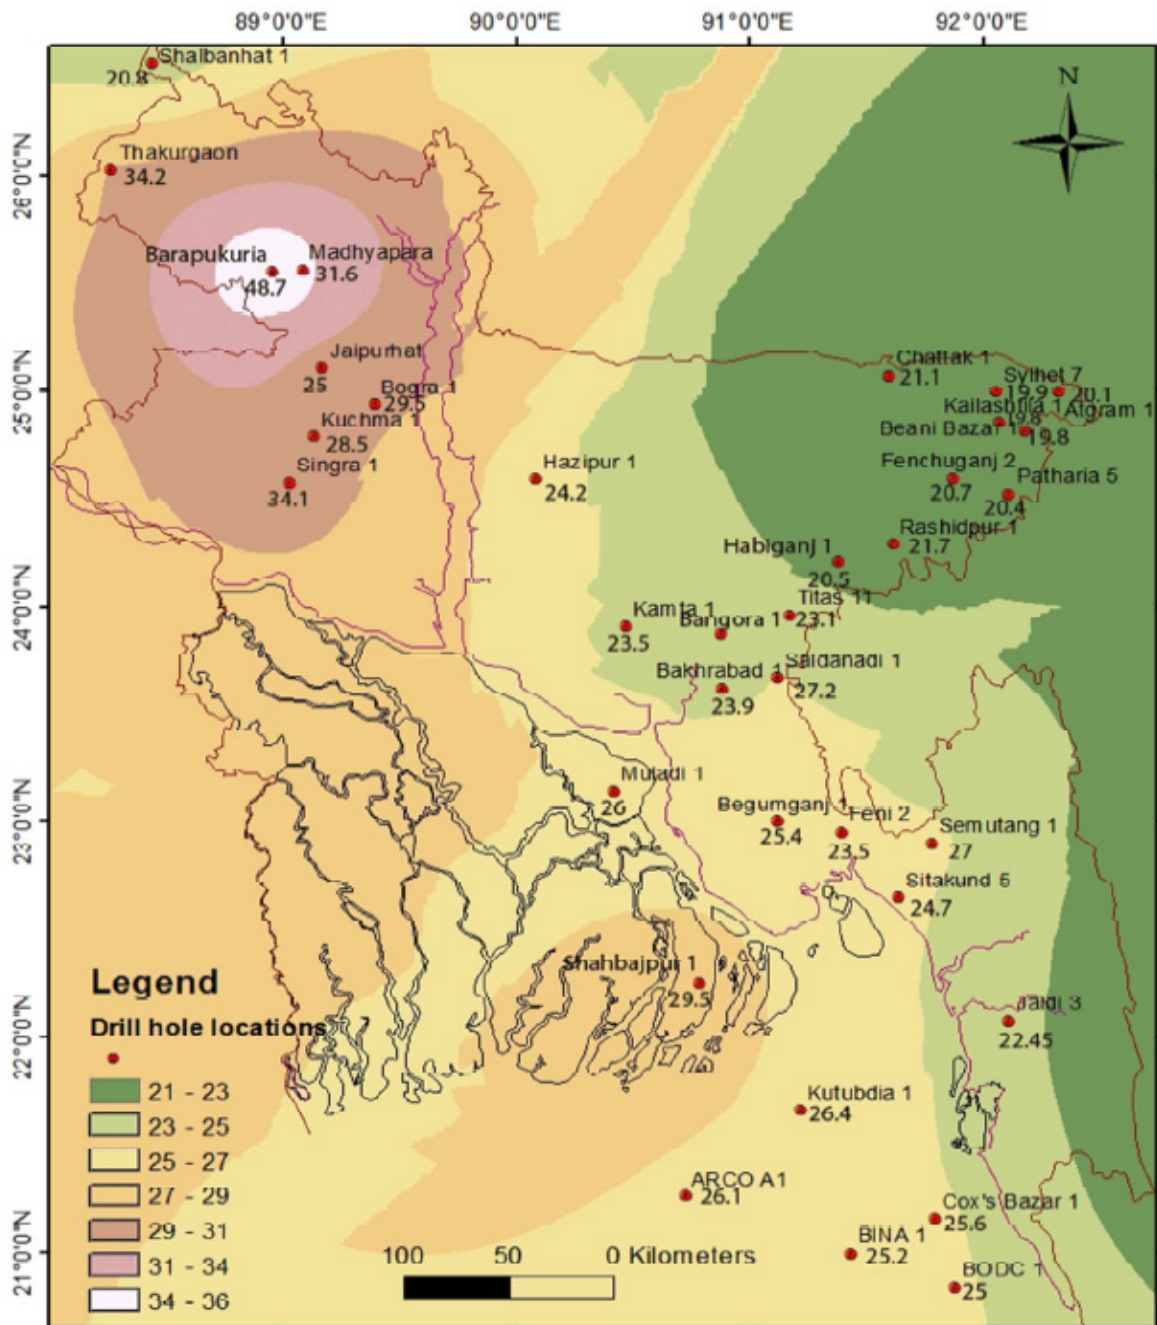 89°0'0"E 90°0'0"E 91°0'0"E 92°0'0"E
N
26°0'0"N
25°0'0"N
24°0'0"N
23°0'0"N
22°0'0"N
21°0'0"N
Shalbanhat 1
20.8
Thakurgaon
34.2
Barapukuria
48.7
Madhyapara
31.6
Jaipurhat
25
Bogra 1
29.5
Kuchma 1
28.5
Singra 1
34.1
Hazipur 1
24.2
Chattak 1
21.1
Sylhet 7
19.9
20.1
Kailashtila 1
19.8
Atgram 1
Beani Bazar 1
19.8
Fenchuganj 2
20.7
Patharia 5
20.4
Rashidpur 1
21.7
Habiganj 1
20.5
Titas 11
23.1
Kamta 1
23.5
Bangora 1
Saldanadi 1
27.2
Bakhrabad 1
23.9
Muladi 1
26
Begumganj 1
25.4
Feni 2
23.5
Semutang 1
27
Sitakund 5
24.7
Shahbajpur 1
29.5
Jaldi 3
22.45
Kutubdia 1
26.4
ARCO A1
26.1
Cox's Bazar 1
25.6
BINA 1
25.2
BODC 1
25
Legend
Drill hole locations
21 - 23
23 - 25
25 - 27
27 - 29
29 - 31
31 - 34
34 - 36
100 50 0 Kilometers